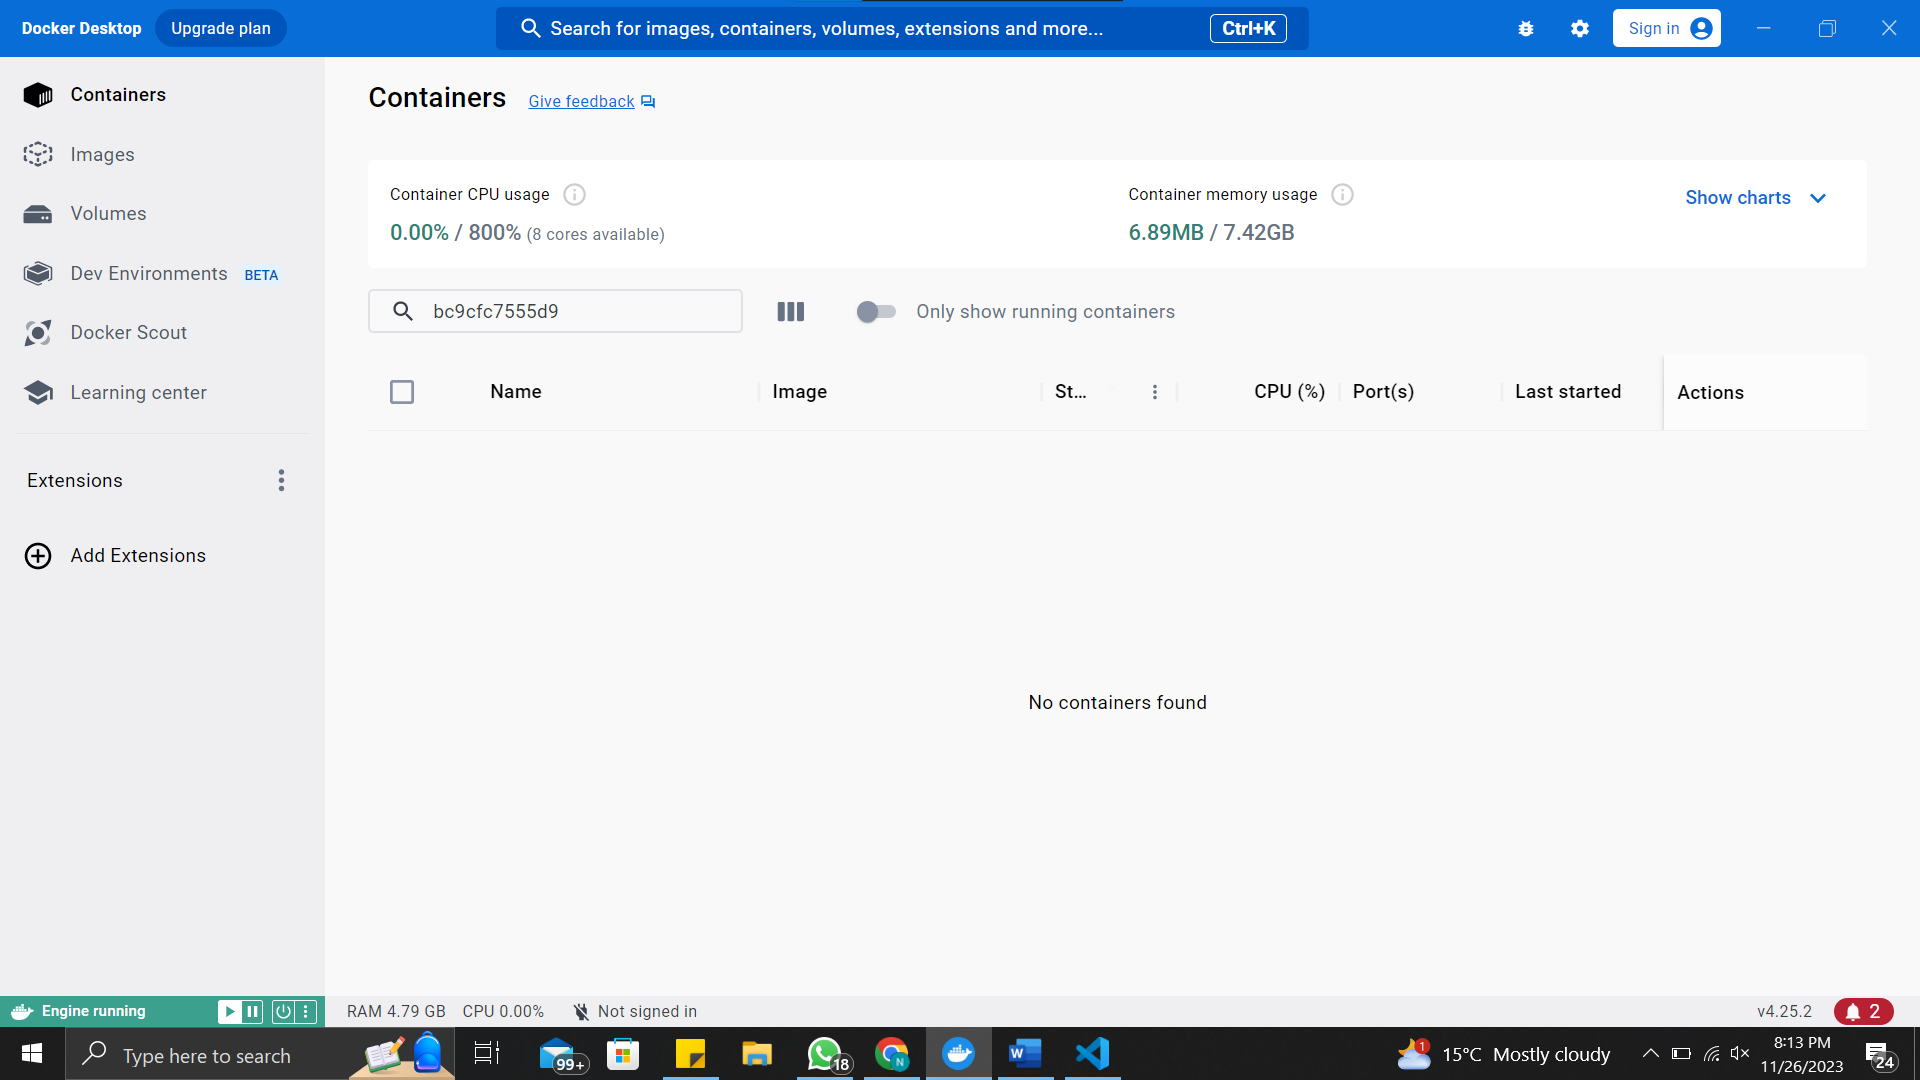 Docker Desktop
Upgrade plan
Search for images, containers, volumes, extensions and more...
Ctrl+K
Sign in
Containers
Images
Volumes
Dev Environments BETA
Docker Scout
Learning center
Extensions
Add Extensions
Containers
Give feedback
Container CPU usage
0.00% / 800% (8 cores available)
Container memory usage
6.89MB / 7.42GB
Show charts
bc9cfc7555d9
Only show running containers
Name
Image
St...
CPU (%)
Port(s)
Last started
Actions
No containers found
Engine running
RAM 4.79 GB
CPU 0.00%
Not signed in
v4.25.2
2
Type here to search
99+
18
N
W
1
15°C Mostly cloudy
8:13 PM
11/26/2023
24